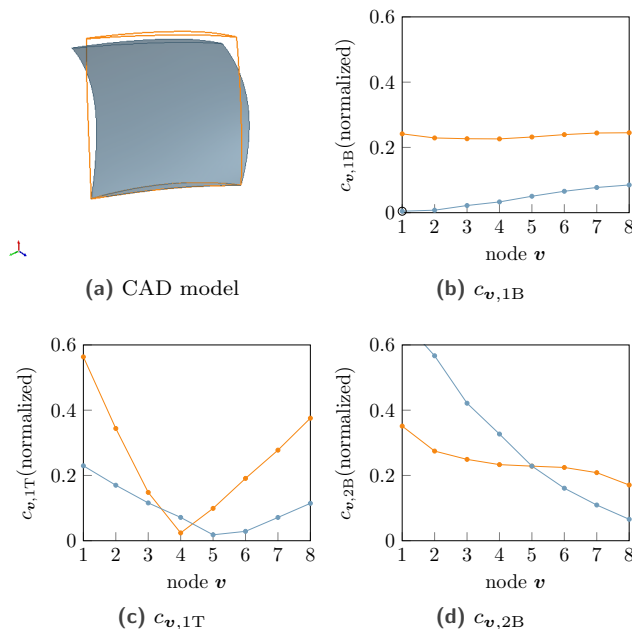 0.6
0.4
0.2
0
c_{v,1B}(normalized)
1 2 3 4 5 6 7 8
node v
(a) CAD model
(b) c_{v,1B}
0.6
0.4
0.2
0
c_{v,1T}(normalized)
1 2 3 4 5 6 7 8
node v
0.6
0.4
0.2
0
c_{v,2B}(normalized)
1 2 3 4 5 6 7 8
node v
(c) c_{v,1T}
(d) c_{v,2B}